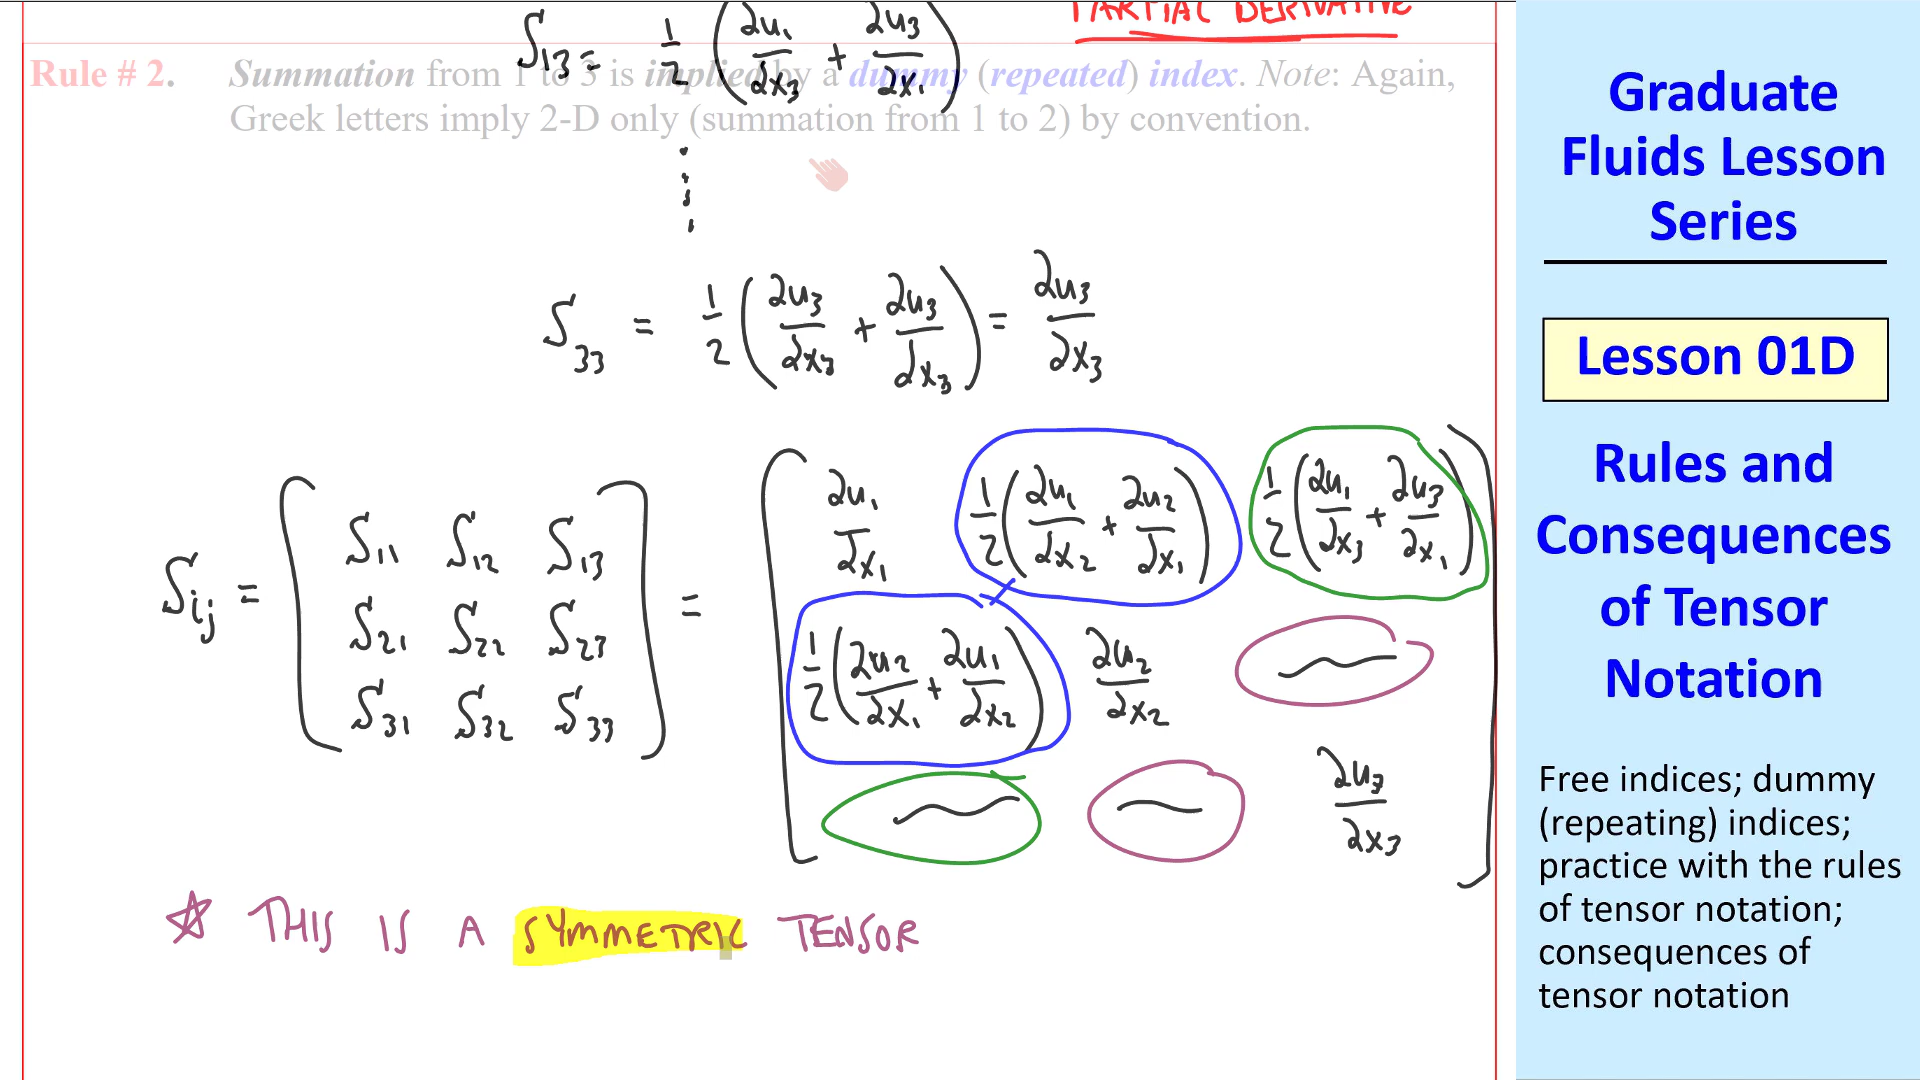 PARTIAL DERIVATIVE
S₁₃ = 1/2 (∂u₁/∂x₃ + ∂u₃/∂x₁)
Rule # 2. Summation from 1 to 3 is implied by a dummy (repeated) index. Note: Again,
Greek letters imply 2-D only (summation from 1 to 2) by convention.
S₃₃ = 1/2 (∂u₃/∂x₃ + ∂u₃/∂x₃) = ∂u₃/∂x₃
Sᵢⱼ = [ S₁₁ S₁₂ S₁₃
S₂₁ S₂₂ S₂₃
S₃₁ S₃₂ S₃₃ ]
= [ ∂u₁/∂x₁ 1/2 (∂u₁/∂x₂ + ∂u₂/∂x₁) 1/2 (∂u₁/∂x₃ + ∂u₃/∂x₁)
1/2 (∂u₂/∂x₁ + ∂u₁/∂x₂) ∂u₂/∂x₂
∂u₃/∂x₃ ]
☆ THIS IS A SYMMETRIC TENSOR
Graduate
Fluids Lesson
Series
Lesson 01D
Rules and
Consequences
of Tensor
Notation
Free indices; dummy
(repeating) indices;
practice with the rules
of tensor notation;
consequences of
tensor notation